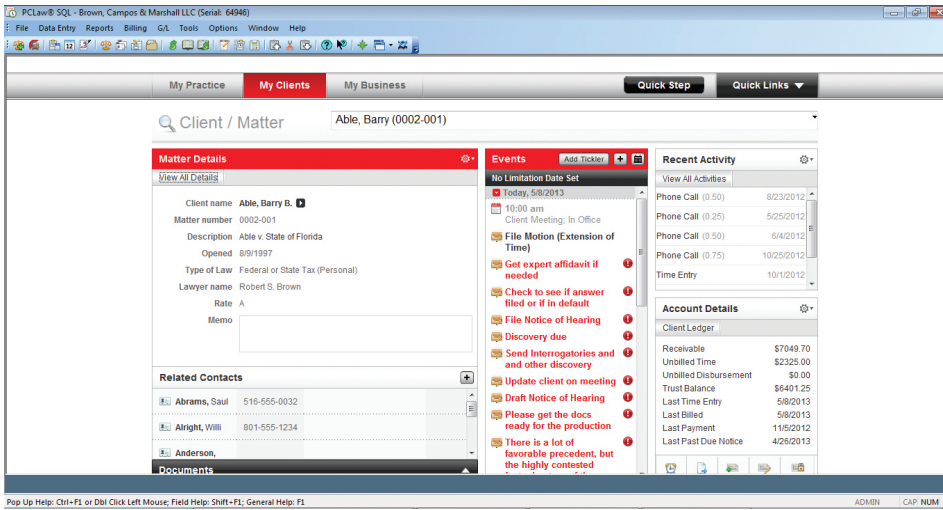 PCLaw® SQL - Brown, Campos & Marshall LLC (Serial: 64946)
File Data Entry Reports Billing G/L Tools Options Window Help
My Practice My Clients My Business Quick Step Quick Links
Client / Matter Able, Barry (0002-001)
Matter Details
View All Details
Client name Able, Barry B.
Matter number 0002-001
Description Able v. State of Florida
Opened 8/9/1997
Type of Law Federal or State Tax (Personal)
Lawyer name Robert S. Brown
Rate A
Memo
Related Contacts
Abrams, Saul 516-555-0032
Alright, Willi 801-555-1234
Anderson,
Documents
Events Add Tickler
No Limitation Date Set
Today, 5/8/2013
10:00 am
Client Meeting; In Office
File Motion (Extension of
Time)
Get expert affidavit if
needed
Check to see if answer
filed or if in default
File Notice of Hearing
Discovery due
Send Interrogatories and
and other discovery
Update client on meeting
Draft Notice of Hearing
Please get the docs
ready for the production
There is a lot of
favorable precedent, but
the highly contested
Recent Activity
View All Activities
Phone Call (0.50) 8/23/2012
Phone Call (0.25) 5/25/2012
Phone Call (0.50) 6/4/2012
Phone Call (0.75) 10/25/2012
Time Entry 10/1/2012
Account Details
Client Ledger
Receivable $7049.70
Unbilled Time $2325.00
Unbilled Disbursement $0.00
Trust Balance $6401.25
Last Time Entry 5/8/2013
Last Billed 5/8/2013
Last Payment 11/5/2012
Last Past Due Notice 4/26/2013
Pop Up Help: Ctrl+F1 or Dbl Click Left Mouse; Field Help: Shift+F1; General Help: F1 ADMIN CAP NUM